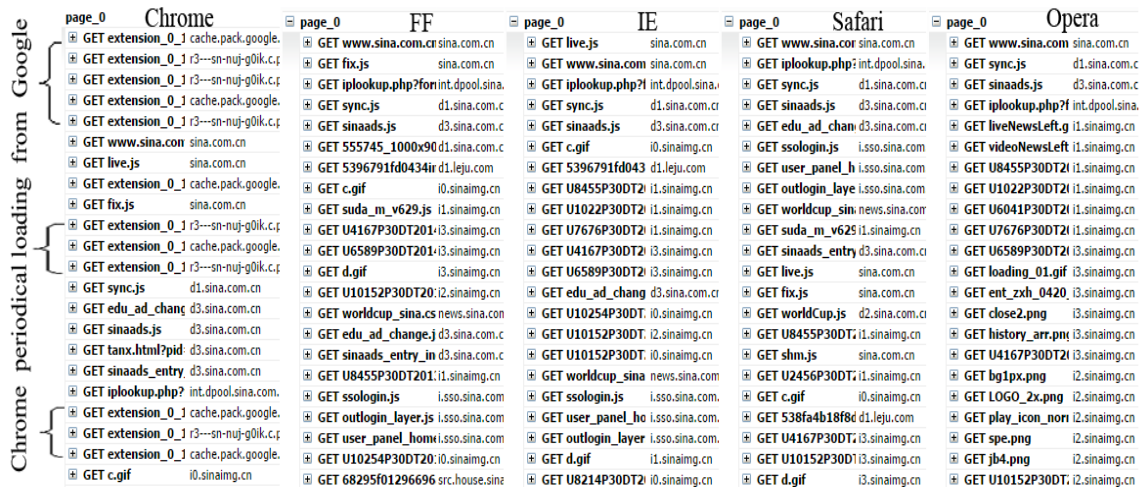 Chrome periodical loading from Google
Chrome
page_0
GET extension_0_1 cache.pack.google.
GET extension_0_1 r3---sn-nuj-g0ik.c.p
GET extension_0_1 r3---sn-nuj-g0ik.c.p
GET extension_0_1 cache.pack.google.
GET extension_0_1 r3---sn-nuj-g0ik.c.p
GET www.sina.com sina.com.cn
GET live.js sina.com.cn
GET fix.js sina.com.cn
GET extension_0_1 r3---sn-nuj-g0ik.c.p
GET extension_0_1 cache.pack.google.
GET extension_0_1 r3---sn-nuj-g0ik.c.p
GET sync.js d1.sina.com.cn
GET edu_ad_chang d3.sina.com.cn
GET sinaads.js d3.sina.com.cn
GET tanx.html?pid d3.sina.com.cn
GET sinaads_entry d3.sina.com.cn
GET iplookup.php? int.dpool.sina.com.
GET extension_0_1 cache.pack.google.
GET extension_0_1 r3---sn-nuj-g0ik.c.p
GET extension_0_1 cache.pack.google.
GET c.gif i0.sinaimg.cn
FF
page_0
GET www.sina.com.cn sina.com.cn
GET fix.js sina.com.cn
GET iplookup.php?for int.dpool.sina.
GET sync.js d1.sina.com.c
GET sinaads.js d3.sina.com.c
GET 555745_1000x90 d1.sina.com.c
GET 5396791fd0434in d1.leju.com
GET c.gif i0.sinaimg.cn
GET suda_m_v629.js i1.sinaimg.cn
GET U4167P30DT201 i3.sinaimg.cn
GET U6589P30DT201 i3.sinaimg.cn
GET d.gif i3.sinaimg.cn
GET U10152P30DT20 i2.sinaimg.cn
GET worldcup_sina.cs news.sina.com
GET edu_ad_change.j d3.sina.com.c
GET sinaads_entry_in d3.sina.com.c
GET U8455P30DT201 i1.sinaimg.cn
GET ssologin.js i.sso.sina.com
GET outlogin_layer.js i.sso.sina.com
GET user_panel_home i.sso.sina.com
GET U10254P30DT20 i0.sinaimg.cn
GET 68295f01296696 src.house.sina
IE
page_0
GET live.js sina.com.cn
GET www.sina.com sina.com.cn
GET iplookup.php?f int.dpool.sina.
GET sync.js d1.sina.com.cn
GET sinaads.js d3.sina.com.cn
GET c.gif i0.sinaimg.cn
GET 5396791fd043 d1.leju.com
GET U8455P30DT2 i1.sinaimg.cn
GET U1022P30DT2 i1.sinaimg.cn
GET U7676P30DT2 i1.sinaimg.cn
GET U4167P30DT2 i3.sinaimg.cn
GET U6589P30DT2 i3.sinaimg.cn
GET edu_ad_chang d3.sina.com.cn
GET U10254P30DT i0.sinaimg.cn
GET U10152P30DT i2.sinaimg.cn
GET U10152P30DT i0.sinaimg.cn
GET worldcup_sina news.sina.com
GET ssologin.js i.sso.sina.com.
GET user_panel_ho i.sso.sina.com.
GET outlogin_layer i.sso.sina.com.
GET d.gif i1.sinaimg.cn
GET U8214P30DT2 i0.sinaimg.cn
Safari
page_0
GET www.sina.com sina.com.cn
GET iplookup.php? int.dpool.sina.
GET sync.js d1.sina.com.cn
GET sinaads.js d3.sina.com.cn
GET edu_ad_chan d3.sina.com.cn
GET ssologin.js i.sso.sina.com
GET user_panel_h i.sso.sina.com
GET outlogin_laye i.sso.sina.com
GET worldcup_sin news.sina.com
GET suda_m_v629 i1.sinaimg.cn
GET sinaads_entry d3.sina.com.cn
GET live.js sina.com.cn
GET fix.js sina.com.cn
GET worldCup.js d2.sina.com.cn
GET U8455P30DT2 i1.sinaimg.cn
GET shm.js sina.com.cn
GET U2456P30DT2 i1.sinaimg.cn
GET c.gif i0.sinaimg.cn
GET 538fa4b18f8d d1.leju.com
GET U4167P30DT2 i3.sinaimg.cn
GET U10152P30DT i3.sinaimg.cn
GET d.gif i3.sinaimg.cn
Opera
page_0
GET www.sina.com sina.com.cn
GET sync.js d1.sina.com.c
GET sinaads.js d3.sina.com.c
GET iplookup.php?f int.dpool.sina.
GET liveNewsLeft.g i1.sinaimg.cn
GET videoNewsLeft i1.sinaimg.cn
GET U8455P30DT2 i1.sinaimg.cn
GET U1022P30DT2 i1.sinaimg.cn
GET U6041P30DT2 i1.sinaimg.cn
GET U7676P30DT2 i1.sinaimg.cn
GET U6589P30DT2 i3.sinaimg.cn
GET loading_01.gif i3.sinaimg.cn
GET ent_zxh_0420_ i3.sinaimg.cn
GET close2.png i3.sinaimg.cn
GET history_arr.png i3.sinaimg.cn
GET U4167P30DT2 i3.sinaimg.cn
GET bg1px.png i2.sinaimg.cn
GET LOGO_2x.png i2.sinaimg.cn
GET play_icon_nor i2.sinaimg.cn
GET spe.png i2.sinaimg.cn
GET jb4.png i2.sinaimg.cn
GET U10152P30DT i2.sinaimg.cn